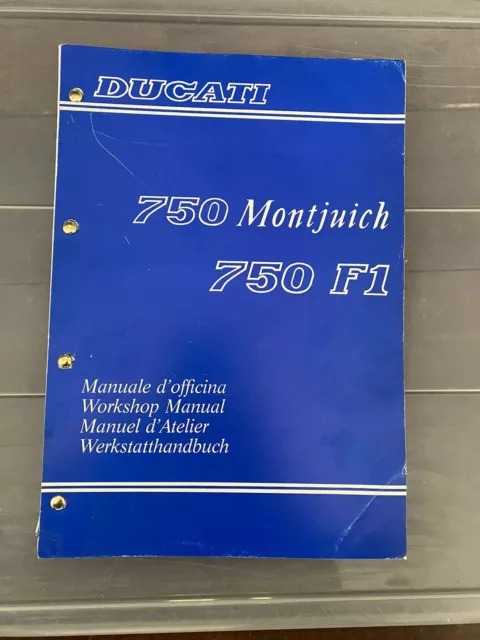 DUCATI
750 Montjuich
750 F1
Manuale d'officina
Workshop Manual
Manuel d'Atelier
Werkstatthandbuch